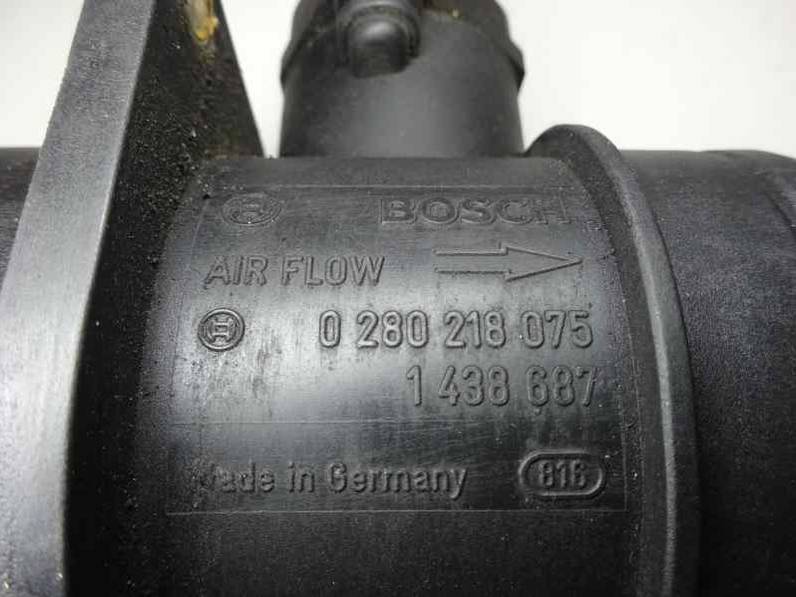 BOSCH
AIR FLOW
0 280 218 075
1 438 687
Made in Germany 816